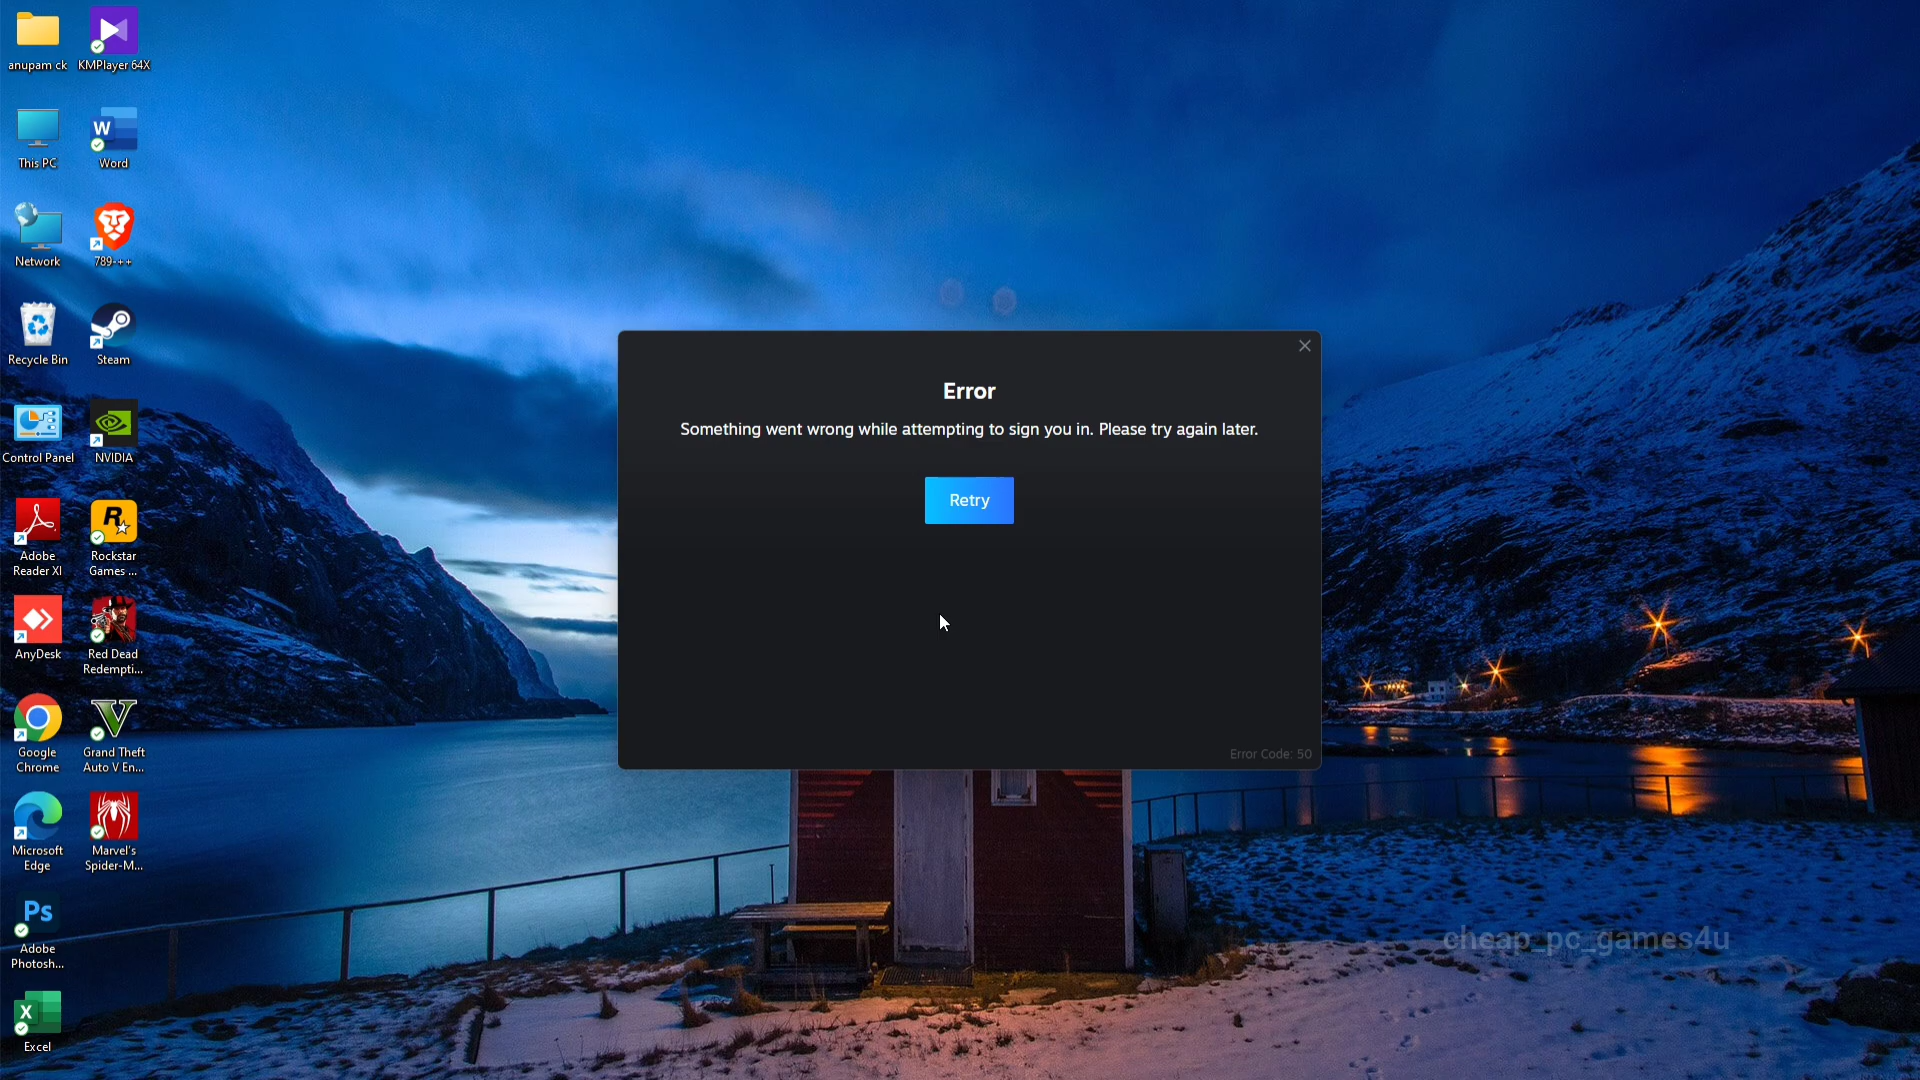 anupam ck
KMPlayer 64X
This PC
W
Word
Network
789-++
Recycle Bin
Steam
Control Panel
NVIDIA
Adobe
Reader XI
R
Rockstar
Games ...
AnyDesk
Red Dead
Redempti...
Google
Chrome
V
Grand Theft
Auto V En...
Microsoft
Edge
Marvel's
Spider-M...
Ps
Adobe
Photosh...
X
Excel
Error
Something went wrong while attempting to sign you in. Please try again later.
Retry
Error Code: 50
cheap_pc_games4u